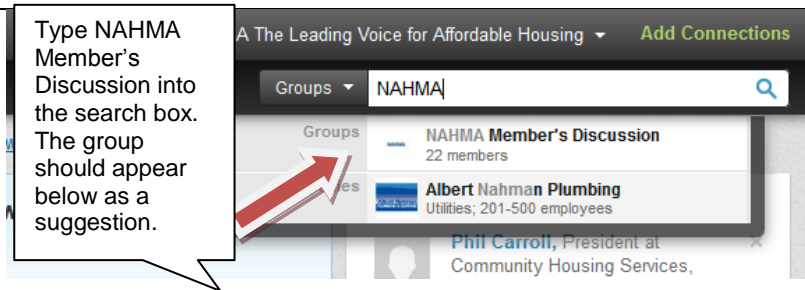 Type NAHMA
Member's
Discussion into
the search box.
The group
should appear
below as a
suggestion.
A The Leading Voice for Affordable Housing
Add Connections
Groups
NAHMA
Groups
NAHMA Member's Discussion
22 members
Albert Nahman Plumbing
Utilities; 201-500 employees
Phil Carroll, President at
Community Housing Services,